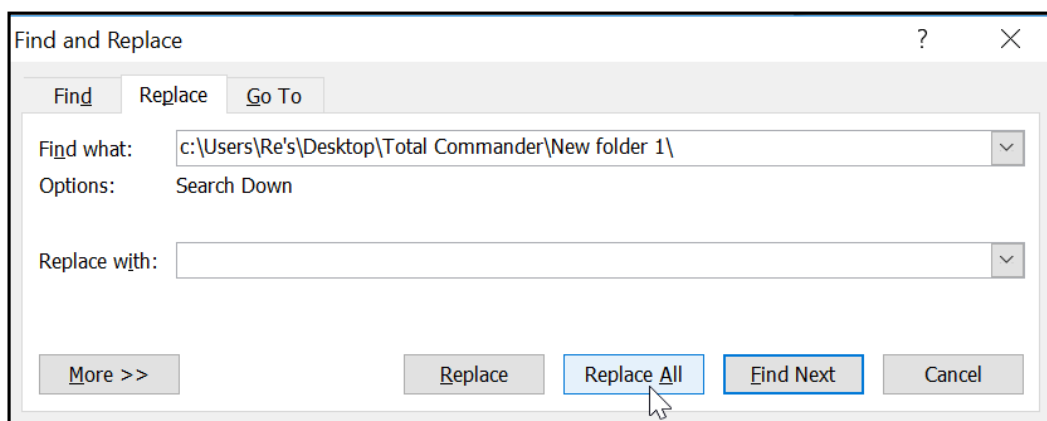 Find and Replace ?
Find Replace Go To
Find what: c:\Users\Re's\Desktop\Total Commander\New folder 1\
Options: Search Down
Replace with:
More >> Replace Replace All Find Next Cancel